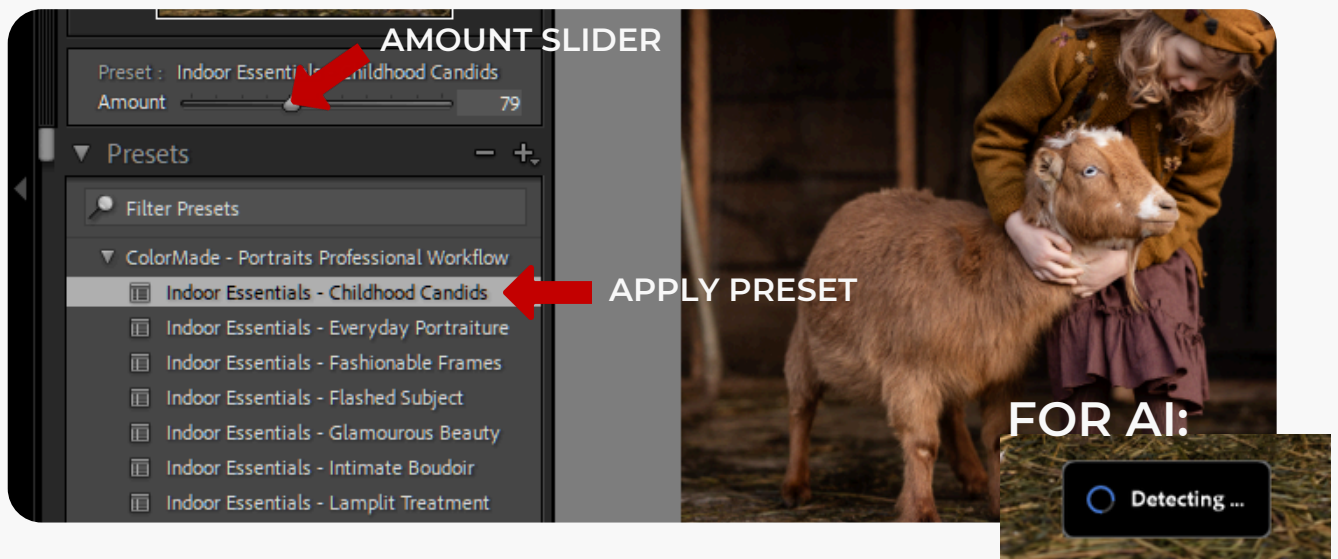 AMOUNT SLIDER
Preset : Indoor Essentials - Childhood Candids
Amount 79
Presets
Filter Presets
ColorMade - Portraits Professional Workflow
Indoor Essentials - Childhood Candids
APPLY PRESET
Indoor Essentials - Everyday Portraiture
Indoor Essentials - Fashionable Frames
Indoor Essentials - Flashed Subject
Indoor Essentials - Glamourous Beauty
Indoor Essentials - Intimate Boudoir
Indoor Essentials - Lamplit Treatment
FOR AI:
Detecting ...